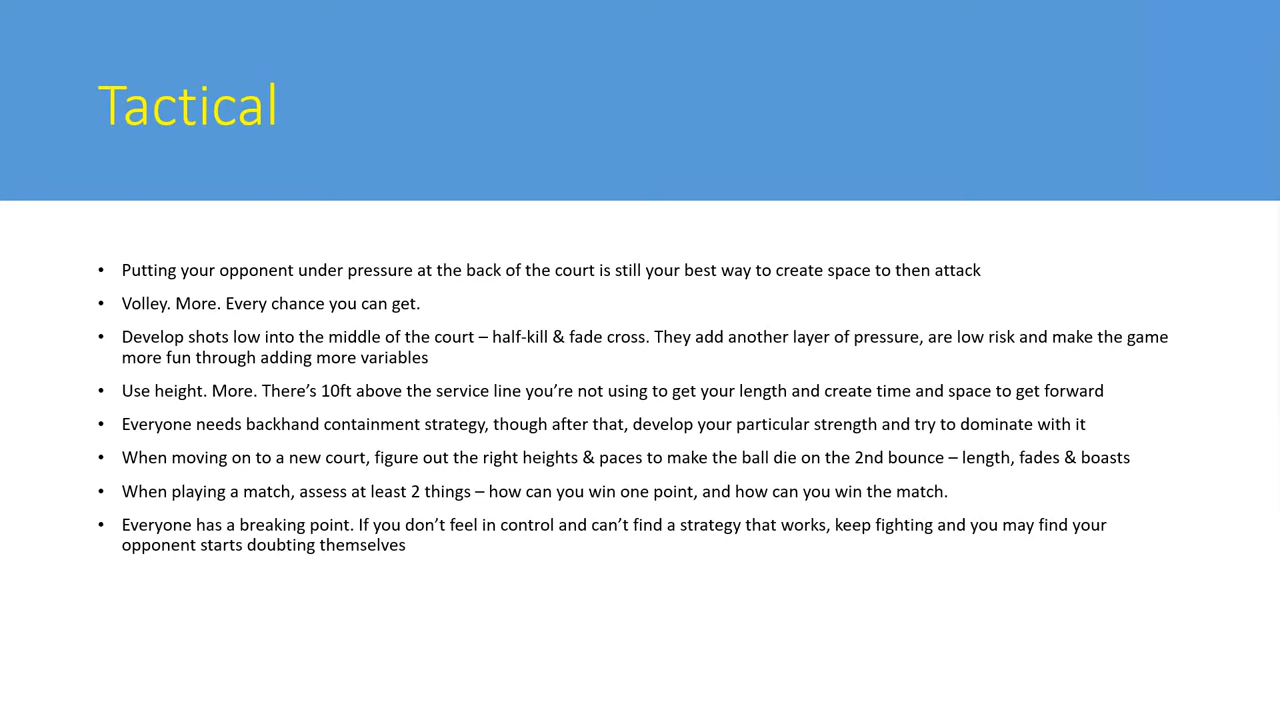 Tactical
• Putting your opponent under pressure at the back of the court is still your best way to create space to then attack
• Volley. More. Every chance you can get.
• Develop shots low into the middle of the court – half-kill & fade cross. They add another layer of pressure, are low risk and make the game
more fun through adding more variables
• Use height. More. There’s 10ft above the service line you’re not using to get your length and create time and space to get forward
• Everyone needs backhand containment strategy, though after that, develop your particular strength and try to dominate with it
• When moving on to a new court, figure out the right heights & paces to make the ball die on the 2nd bounce – length, fades & boasts
• When playing a match, assess at least 2 things – how can you win one point, and how can you win the match.
• Everyone has a breaking point. If you don’t feel in control and can’t find a strategy that works, keep fighting and you may find your
opponent starts doubting themselves